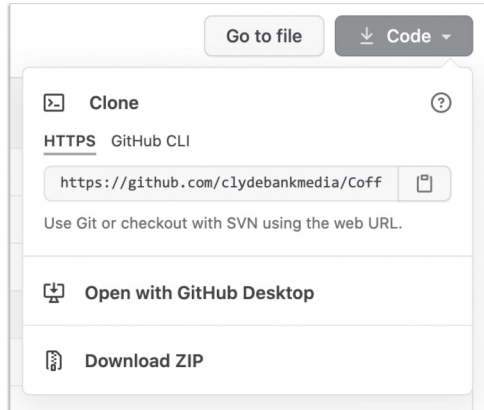 Go to file
Code
Clone
HTTPS GitHub CLI
https://github.com/clydebankmedia/Coff
Use Git or checkout with SVN using the web URL.
Open with GitHub Desktop
Download ZIP